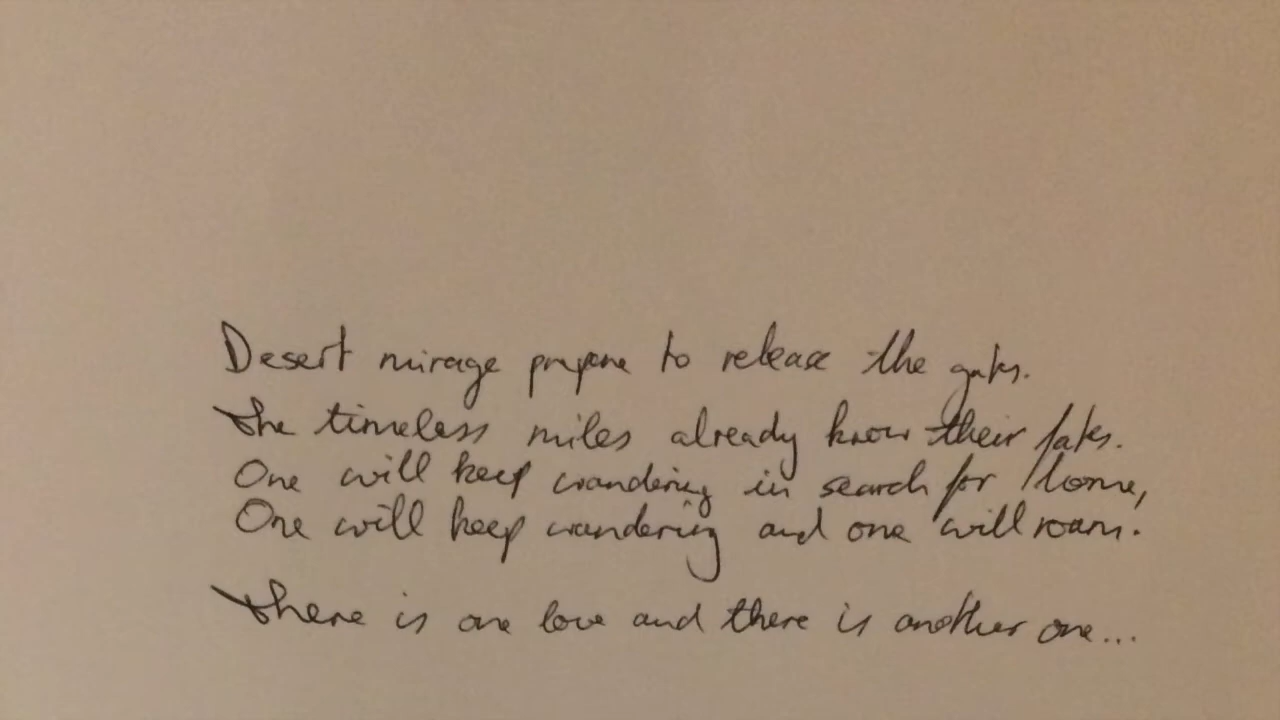 Desert mirage prepare to release the gates.
The timeless miles already know their fates.
One will keep wandering in search for home,
One will keep wandering and one will roam.
There is one love and there is another one...